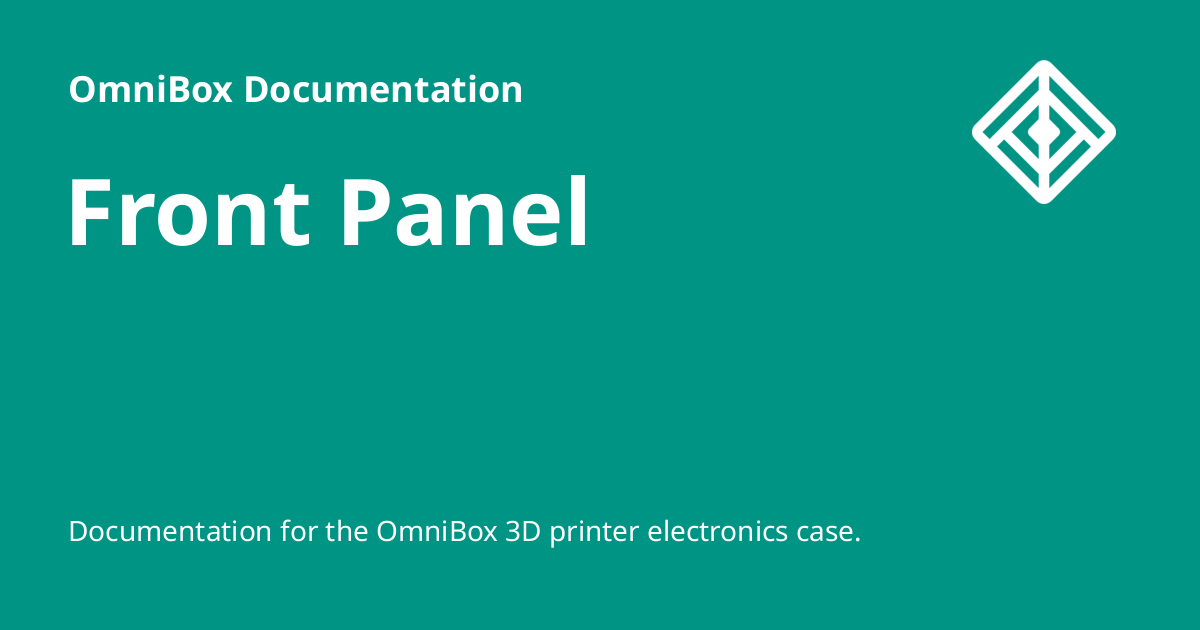 OmniBox Documentation
Front Panel
Documentation for the OmniBox 3D printer electronics case.